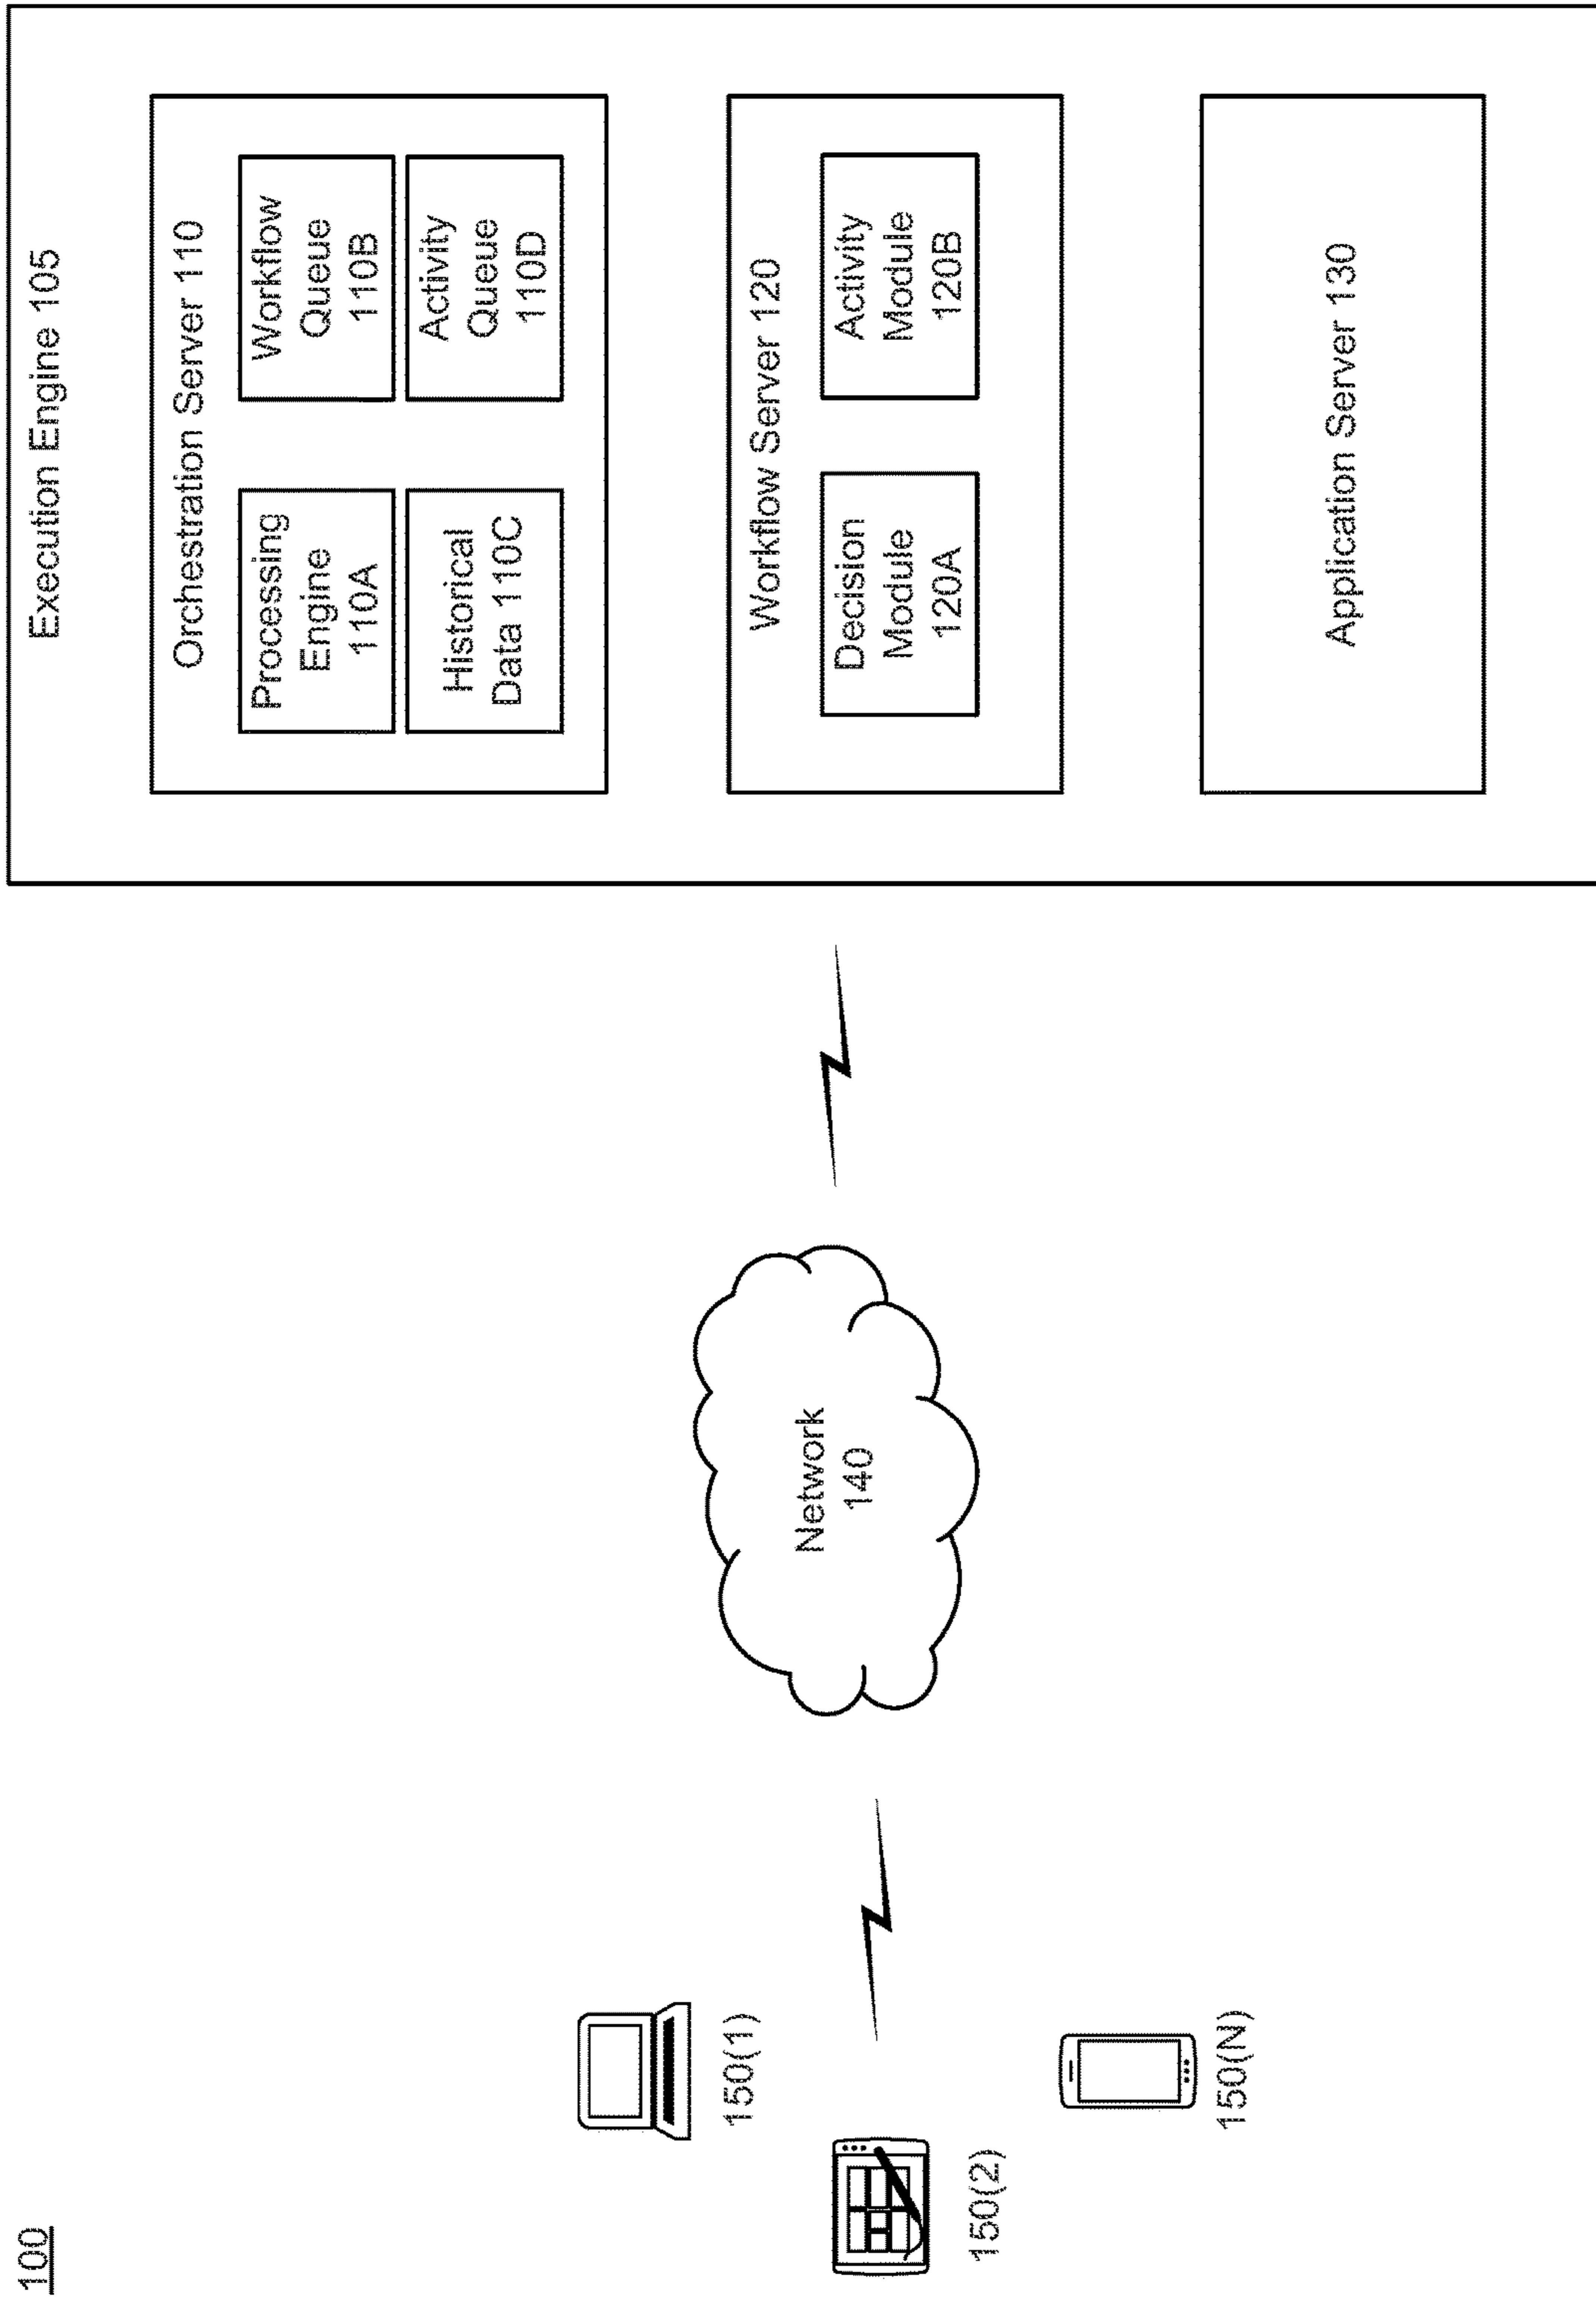 100
150(1)
150(2)
150(N)
Network
140
Execution Engine 105
Orchestration Server 110
Processing
Engine
110A
Workflow
Queue
110B
Historical
Data 110C
Activity
Queue
110D
Workflow Server 120
Decision
Module
120A
Activity
Module
120B
Application Server 130